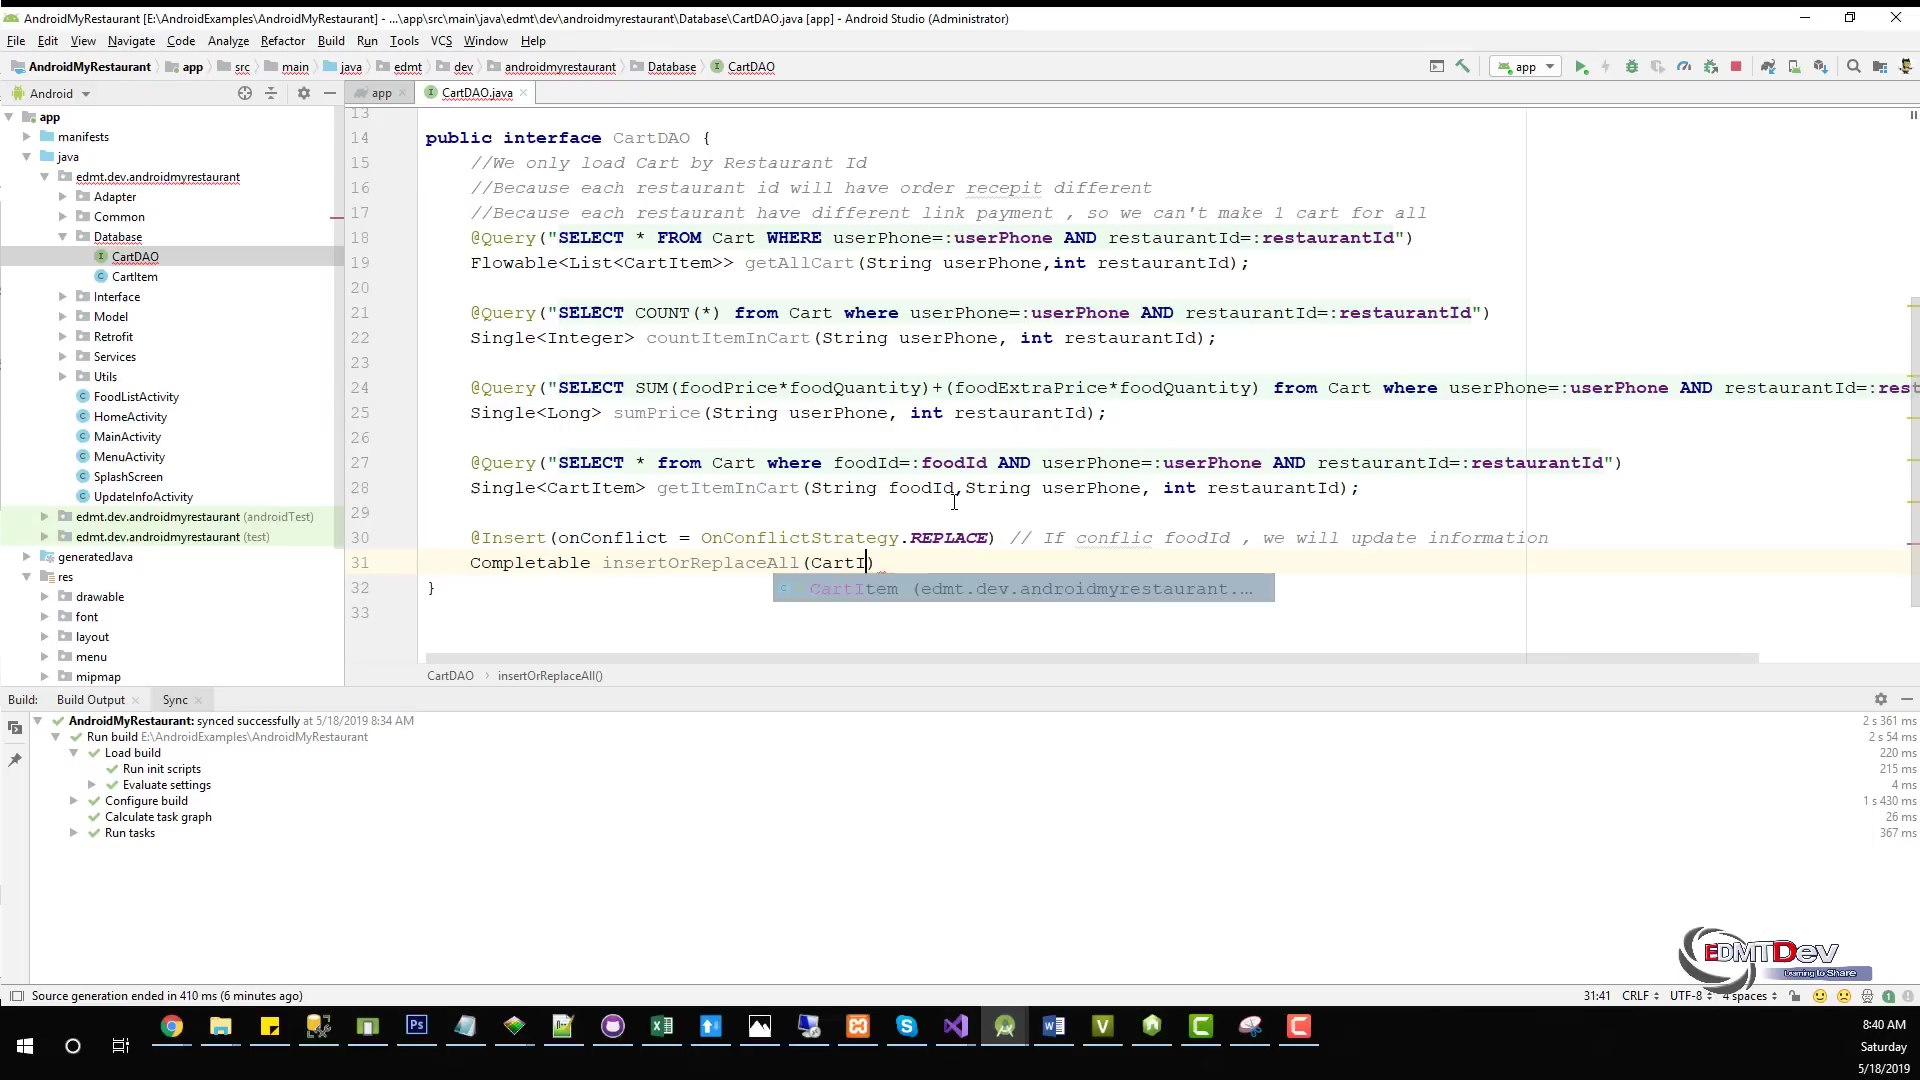 AndroidMyRestaurant [E:\AndroidExamples\AndroidMyRestaurant] - ...\app\src\main\java\edmt\dev\androidmyrestaurant\Database\CartDAO.java [app] - Android Studio (Administrator)
File Edit View Navigate Code Analyze Refactor Build Run Tools VCS Window Help
AndroidMyRestaurant app src main java edmt dev androidmyrestaurant Database CartDAO app
Android app CartDAO.java
app
manifests
java
edmt.dev.androidmyrestaurant
Adapter
Common
Database
CartDAO
CartItem
Interface
Model
Retrofit
Services
Utils
FoodListActivity
HomeActivity
MainActivity
MenuActivity
SplashScreen
UpdateInfoActivity
edmt.dev.androidmyrestaurant (androidTest)
edmt.dev.androidmyrestaurant (test)
generatedJava
res
drawable
font
layout
menu
mipmap
13
14 public interface CartDAO {
15 //We only load Cart by Restaurant Id
16 //Because each restaurant id will have order recepit different
17 //Because each restaurant have different link payment , so we can't make 1 cart for all
18 @Query("SELECT * FROM Cart WHERE userPhone=:userPhone AND restaurantId=:restaurantId")
19 Flowable<List<CartItem>> getAllCart(String userPhone,int restaurantId);
20
21 @Query("SELECT COUNT(*) from Cart where userPhone=:userPhone AND restaurantId=:restaurantId")
22 Single<Integer> countItemInCart(String userPhone, int restaurantId);
23
24 @Query("SELECT SUM(foodPrice*foodQuantity)+(foodExtraPrice*foodQuantity) from Cart where userPhone=:userPhone AND restaurantId=:rest
25 Single<Long> sumPrice(String userPhone, int restaurantId);
26
27 @Query("SELECT * from Cart where foodId=:foodId AND userPhone=:userPhone AND restaurantId=:restaurantId")
28 Single<CartItem> getItemInCart(String foodId,String userPhone, int restaurantId);
29
30 @Insert(onConflict = OnConflictStrategy.REPLACE) // If conflic foodId , we will update information
31 Completable insertOrReplaceAll(CartI)
CartItem (edmt.dev.androidmyrestaurant....
32 }
33
CartDAO insertOrReplaceAll()
Build: Build Output Sync
AndroidMyRestaurant: synced successfully at 5/18/2019 8:34 AM 2 s 361 ms
Run build E:\AndroidExamples\AndroidMyRestaurant 2 s 54 ms
Load build 220 ms
Run init scripts 215 ms
Evaluate settings 4 ms
Configure build 1 s 430 ms
Calculate task graph 26 ms
Run tasks 367 ms
EDMTDev
Learning to Share
Source generation ended in 410 ms (6 minutes ago) 31:41 CRLF UTF-8 4 spaces
8:40 AM
Saturday
5/18/2019